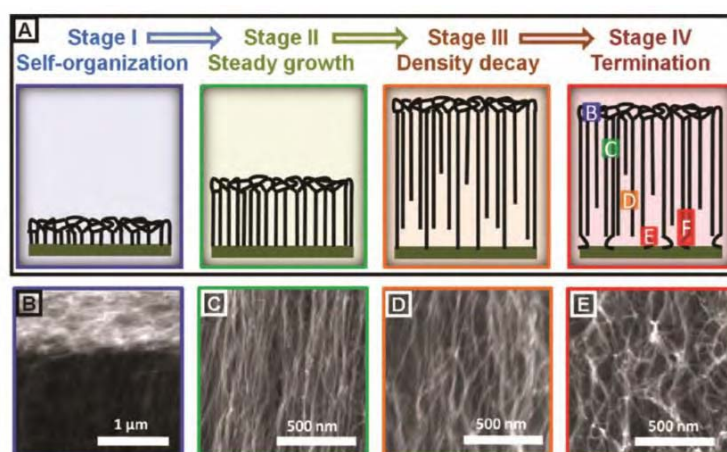 A
Stage I Stage II Stage III Stage IV
Self-organization Steady growth Density decay Termination
B
C
D
E
F
B C D E
1 µm 500 nm 500 nm 500 nm